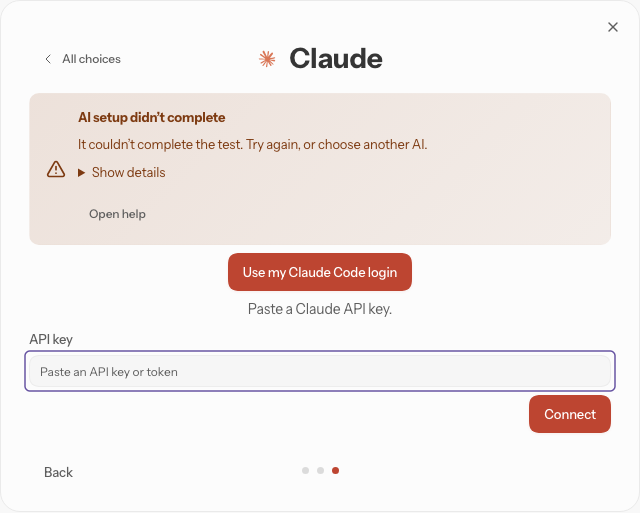 All choices
Claude
AI setup didn’t complete
It couldn’t complete the test. Try again, or choose another AI.
Show details
Open help
Use my Claude Code login
Paste a Claude API key.
API key
Paste an API key or token
Connect
Back